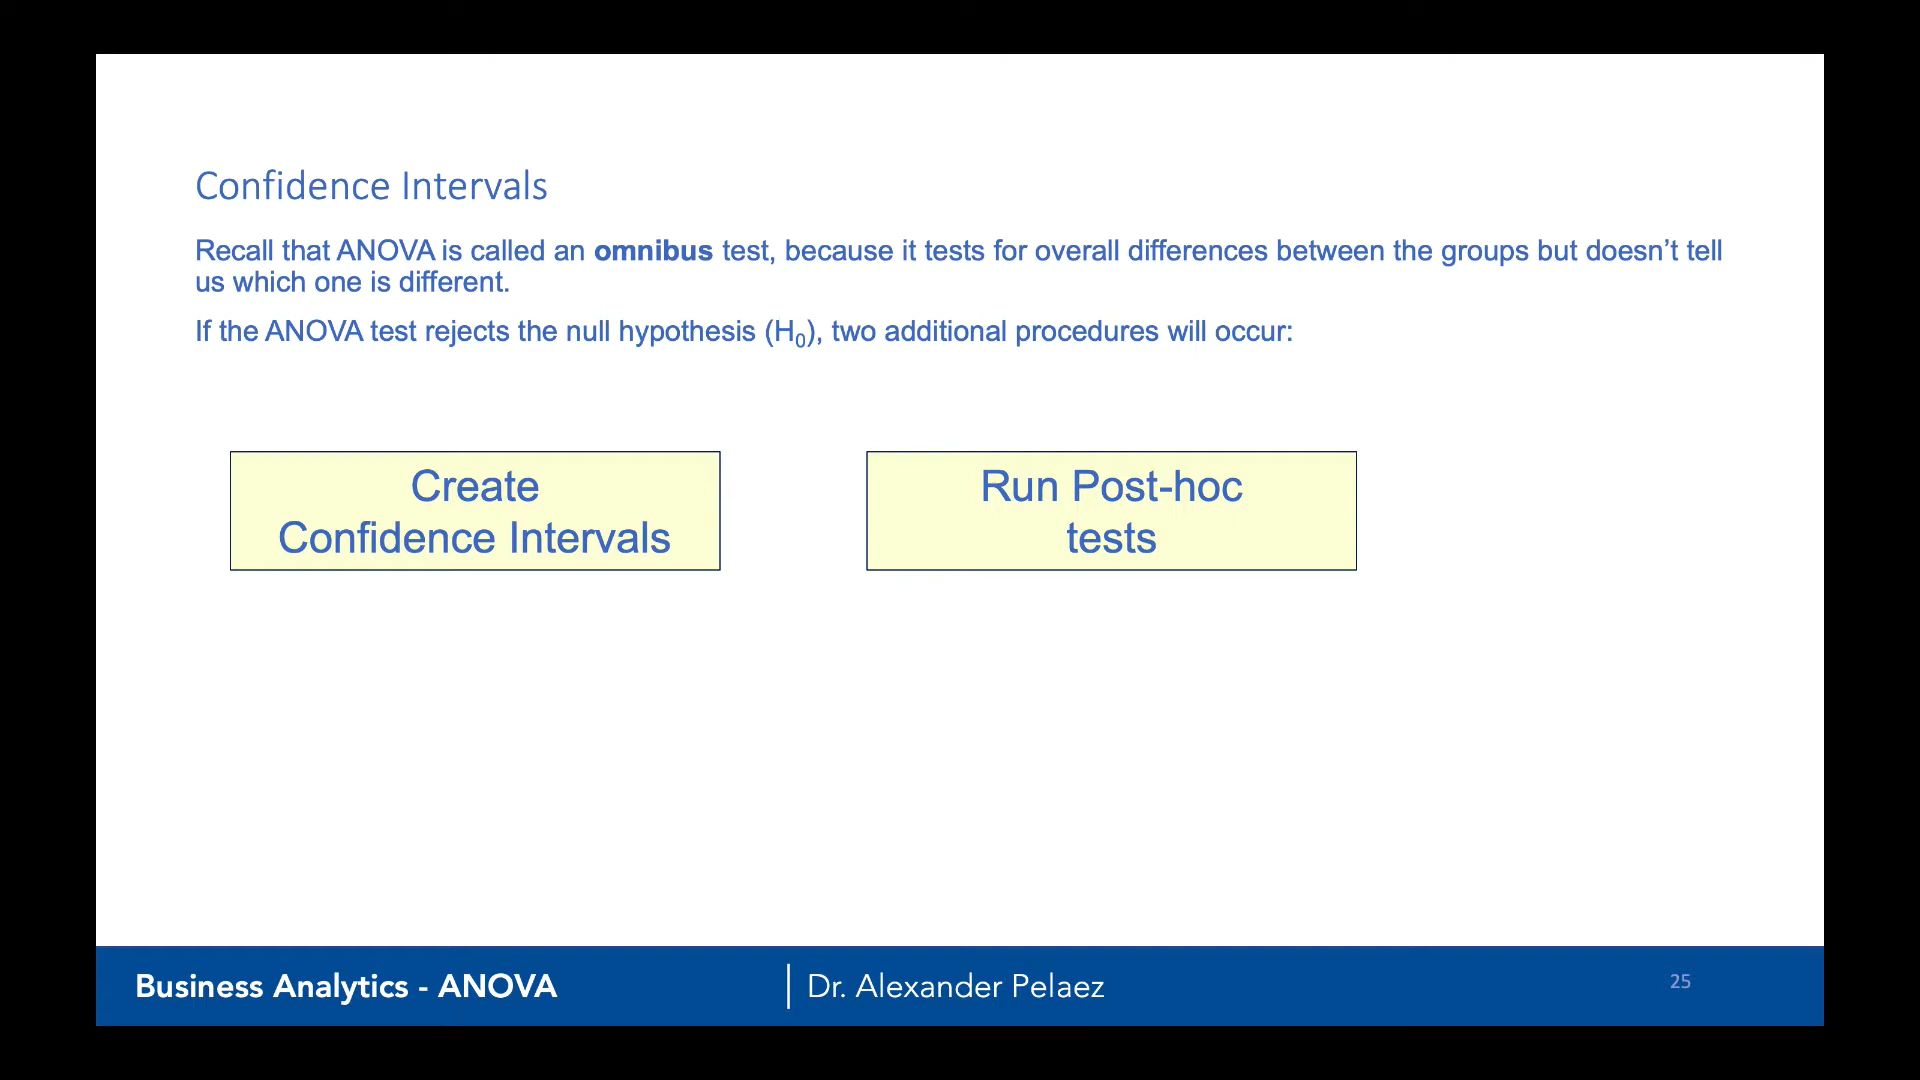 Confidence Intervals
Recall that ANOVA is called an omnibus test, because it tests for overall differences between the groups but doesn’t tell
us which one is different.
If the ANOVA test rejects the null hypothesis (H₀), two additional procedures will occur:
Create
Confidence Intervals
Run Post-hoc
tests
Business Analytics - ANOVA
Dr. Alexander Pelaez
25